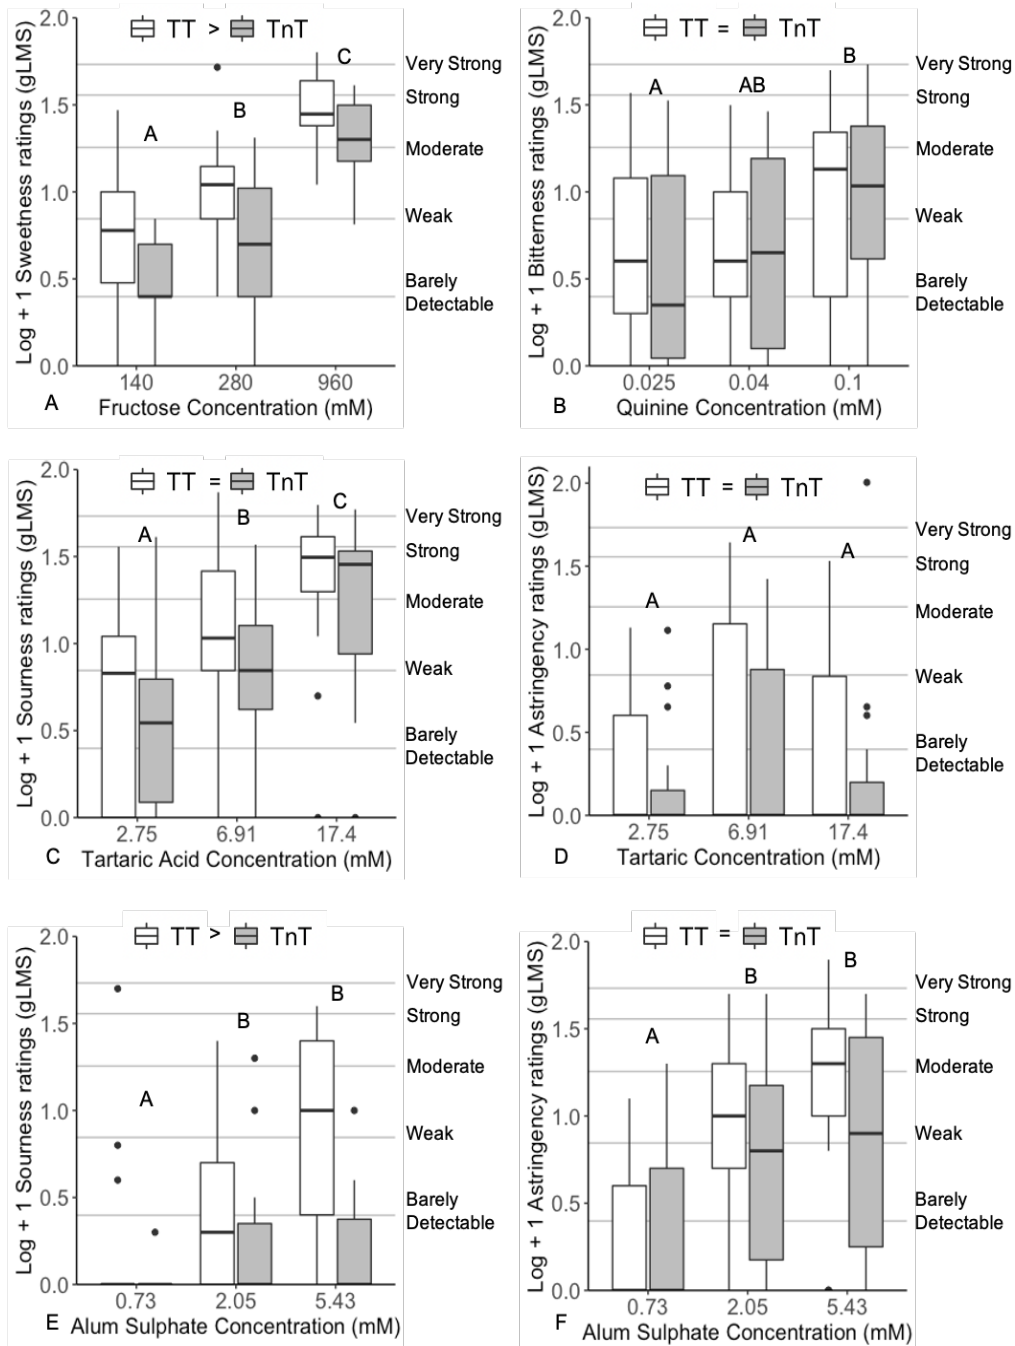 TT > TnT
Log + 1 Sweetness ratings (gLMS)
2.0
1.5
1.0
0.5
0.0
A
B
C
Very Strong
Strong
Moderate
Weak
Barely
Detectable
140 280 960
A Fructose Concentration (mM)
TT = TnT
Log + 1 Bitterness ratings (gLMS)
2.0
1.5
1.0
0.5
0.0
A
AB
B
Very Strong
Strong
Moderate
Weak
Barely
Detectable
0.025 0.04 0.1
B Quinine Concentration (mM)
TT = TnT
Log + 1 Sourness ratings (gLMS)
2.0
1.5
1.0
0.5
0.0
A
B
C
Very Strong
Strong
Moderate
Weak
Barely
Detectable
2.75 6.91 17.4
C Tartaric Acid Concentration (mM)
TT = TnT
Log + 1 Astringency ratings (gLMS)
2.0
1.5
1.0
0.5
0.0
A
A
A
Very Strong
Strong
Moderate
Weak
Barely
Detectable
2.75 6.91 17.4
D Tartaric Concentration (mM)
TT > TnT
Log + 1 Sourness ratings (gLMS)
2.0
1.5
1.0
0.5
0.0
A
B
B
Very Strong
Strong
Moderate
Weak
Barely
Detectable
0.73 2.05 5.43
E Alum Sulphate Concentration (mM)
TT = TnT
Log + 1 Astringency ratings (gLMS)
2.0
1.5
1.0
0.5
0.0
A
B
B
Very Strong
Strong
Moderate
Weak
Barely
Detectable
0.73 2.05 5.43
F Alum Sulphate Concentration (mM)